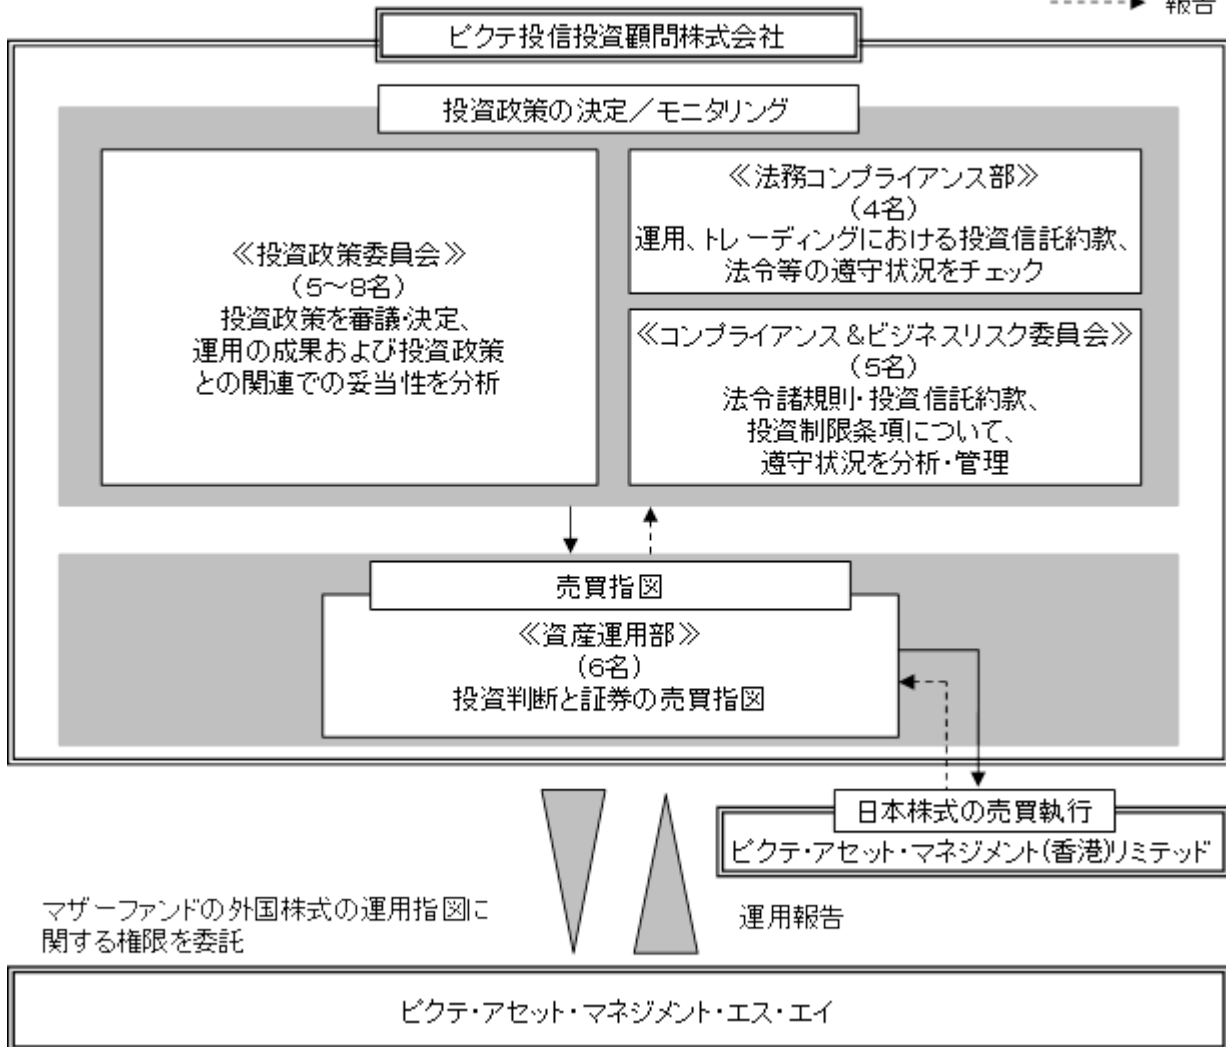 報告
ピクテ投信投資顧問株式会社
投資政策の決定／モニタリング
≪投資政策委員会≫
（5～8名）
投資政策を審議・決定、
運用の成果および投資政策
との関連での妥当性を分析
≪法務コンプライアンス部≫
（4名）
運用、トレーディングにおける投資信託約款、
法令等の遵守状況をチェック
≪コンプライアンス＆ビジネスリスク委員会≫
（5名）
法令諸規則・投資信託約款、
投資制限条項について、
遵守状況を分析・管理
売買指図
≪資産運用部≫
（6名）
投資判断と証券の売買指図
日本株式の売買執行
ピクテ・アセット・マネジメント(香港)リミテッド
マザーファンドの外国株式の運用指図に
関する権限を委託
運用報告
ピクテ・アセット・マネジメント・エス・エイ